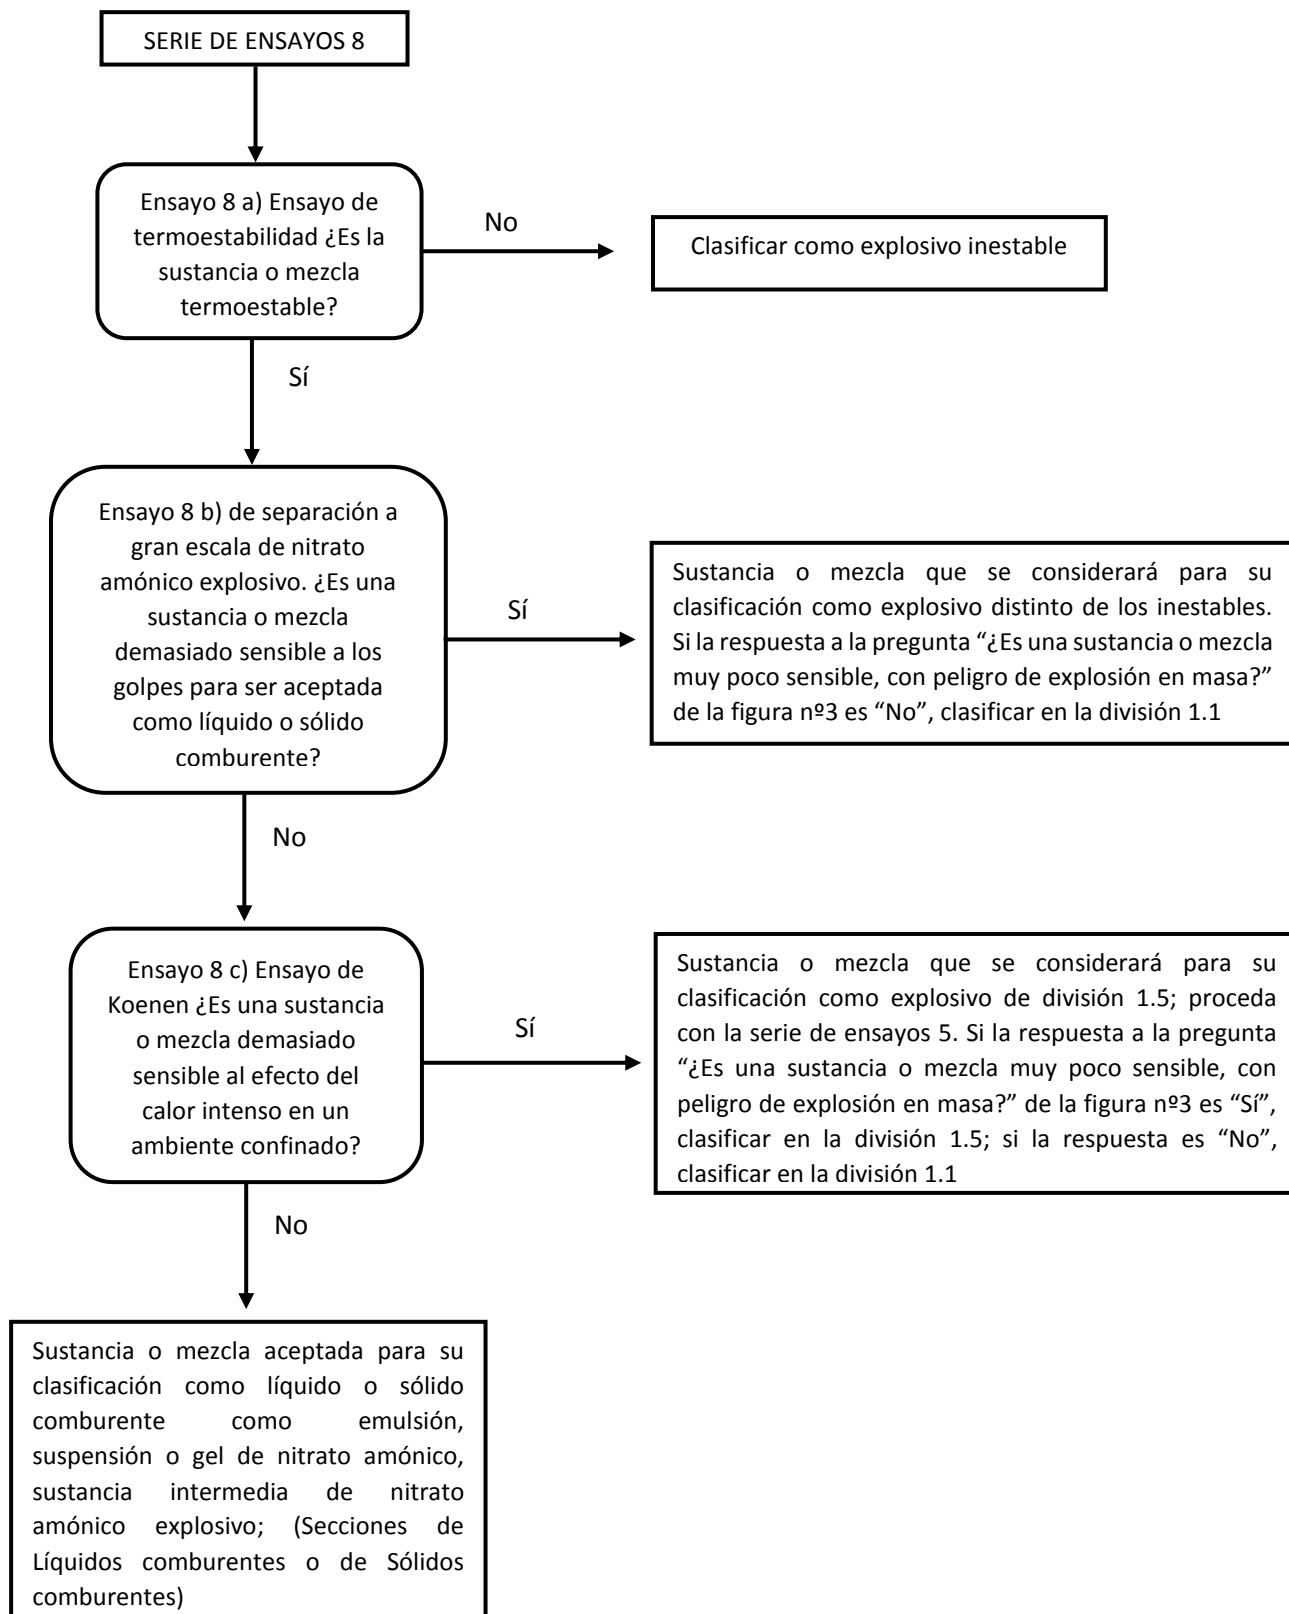 SERIE DE ENSAYOS 8
Ensayo 8 a) Ensayo de
termoestabilidad ¿Es la
sustancia o mezcla
termoestable?
No
Clasificar como explosivo inestable
Sí
Ensayo 8 b) de separación a
gran escala de nitrato
amónico explosivo. ¿Es una
sustancia o mezcla
demasiado sensible a los
golpes para ser aceptada
como líquido o sólido
comburente?
Sí
Sustancia o mezcla que se considerará para su
clasificación como explosivo distinto de los inestables.
Si la respuesta a la pregunta “¿Es una sustancia o mezcla
muy poco sensible, con peligro de explosión en masa?”
de la figura nº3 es “No”, clasificar en la división 1.1
No
Ensayo 8 c) Ensayo de
Koenen ¿Es una sustancia
o mezcla demasiado
sensible al efecto del
calor intenso en un
ambiente confinado?
Sí
Sustancia o mezcla que se considerará para su
clasificación como explosivo de división 1.5; proceda
con la serie de ensayos 5. Si la respuesta a la pregunta
“¿Es una sustancia o mezcla muy poco sensible, con
peligro de explosión en masa?” de la figura nº3 es “Sí”,
clasificar en la división 1.5; si la respuesta es “No”,
clasificar en la división 1.1
No
Sustancia o mezcla aceptada para su
clasificación como líquido o sólido
comburente como emulsión,
suspensión o gel de nitrato amónico,
sustancia intermedia de nitrato
amónico explosivo; (Secciones de
Líquidos comburentes o de Sólidos
comburentes)